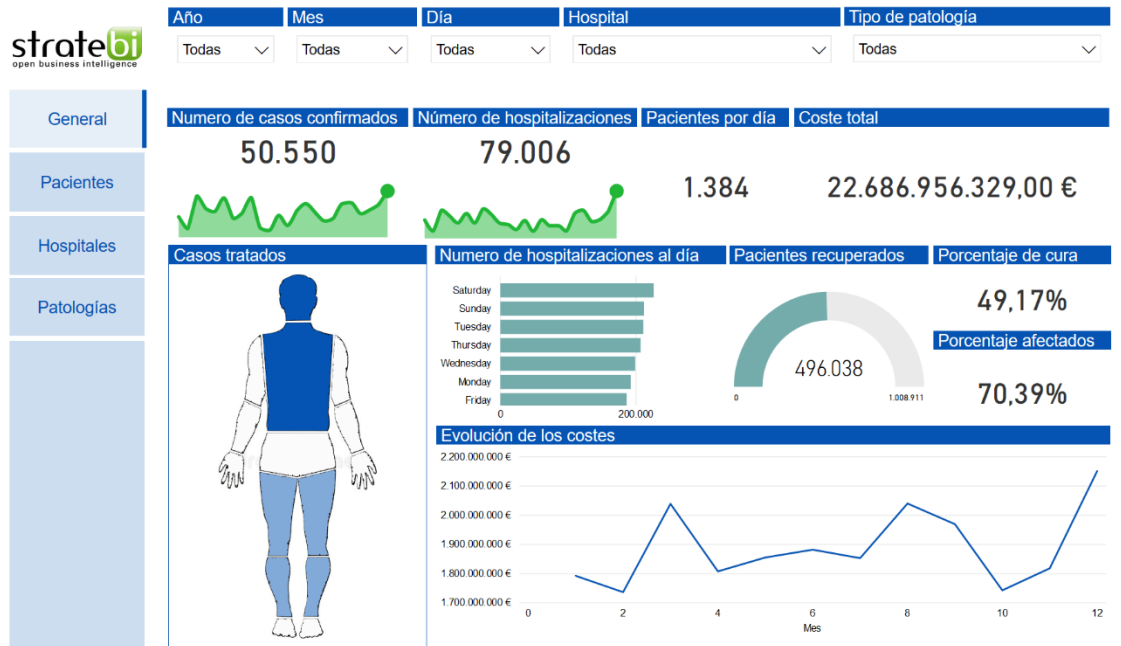 stratebi
open business intelligence
Año
Mes
Día
Hospital
Tipo de patología
Todas
Todas
Todas
Todas
Todas
General
Pacientes
Hospitales
Patologías
Numero de casos confirmados
50.550
Número de hospitalizaciones
79.006
Pacientes por día
1.384
Coste total
22.686.956.329,00 €
Casos tratados
Numero de hospitalizaciones al día
Saturday
Sunday
Tuesday
Thursday
Wednesday
Monday
Friday
0
200.000
Pacientes recuperados
496.038
0
1.008.911
Porcentaje de cura
49,17%
Porcentaje afectados
70,39%
Evolución de los costes
2.200.000.000 €
2.100.000.000 €
2.000.000.000 €
1.900.000.000 €
1.800.000.000 €
1.700.000.000 €
0
2
4
6
8
10
12
Mes